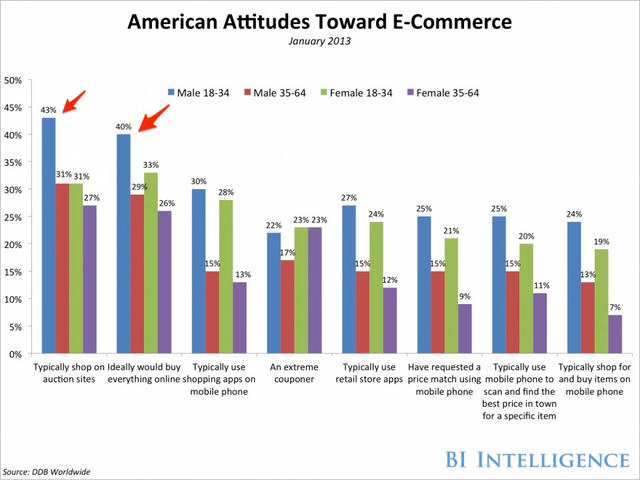 American Attitudes Toward E-Commerce
January 2013
50%
45%
40%
35%
30%
25%
20%
15%
10%
5%
0%
Male 18-34 Male 35-64 Female 18-34 Female 35-64
43% 31% 31% 27%
40% 29% 33% 26%
30% 15% 28% 13%
22% 17% 23% 23%
27% 15% 24% 12%
25% 15% 21% 9%
25% 15% 20% 11%
24% 13% 19% 7%
Typically shop on
auction sites
Ideally would buy
everything online
Typically use
shopping apps on
mobile phone
An extreme
couponer
Typically use
retail store apps
Have requested a
price match using
mobile phone
Typically use
mobile phone to
scan and find the
best price in town
for a specific item
Typically shop for
and buy items on
mobile phone
BI INTELLIGENCE
Source: DDB Worldwide